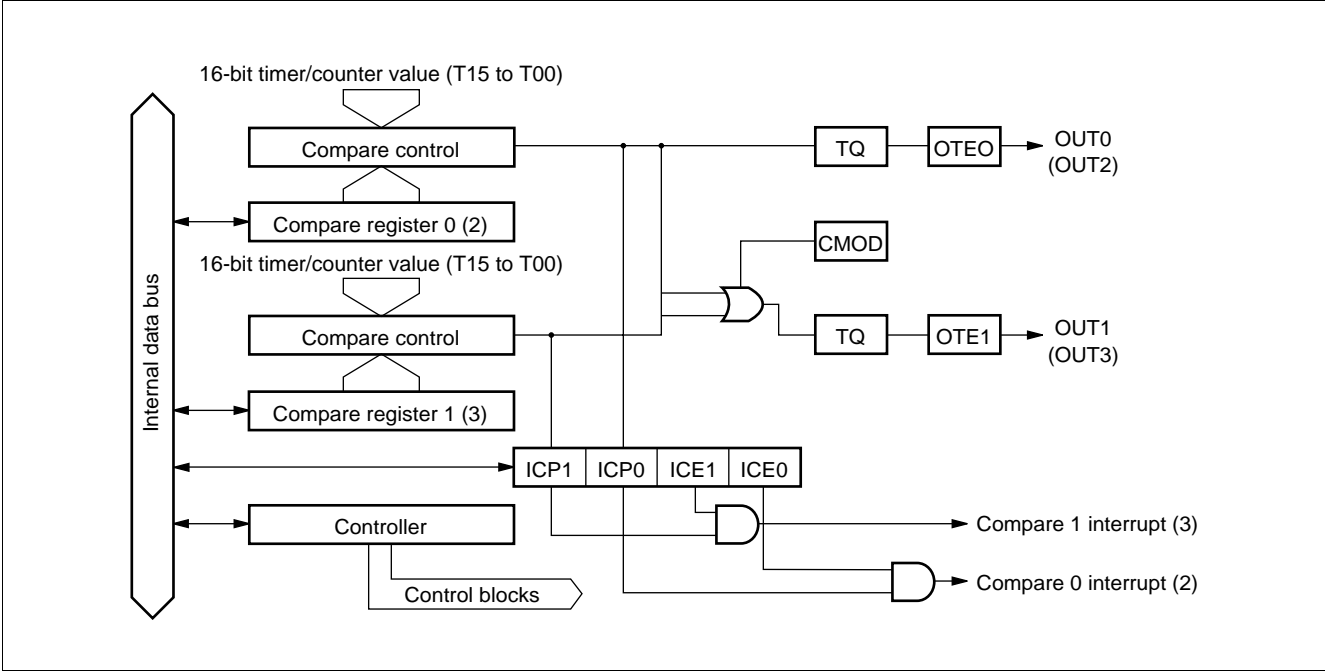 16-bit timer/counter value (T15 to T00)
Compare control
TQ
OTEO
OUT0
(OUT2)
Compare register 0 (2)
CMOD
16-bit timer/counter value (T15 to T00)
Internal data bus
Compare control
TQ
OTE1
OUT1
(OUT3)
Compare register 1 (3)
ICP1 ICP0 ICE1 ICE0
Controller
Compare 1 interrupt (3)
Control blocks
Compare 0 interrupt (2)